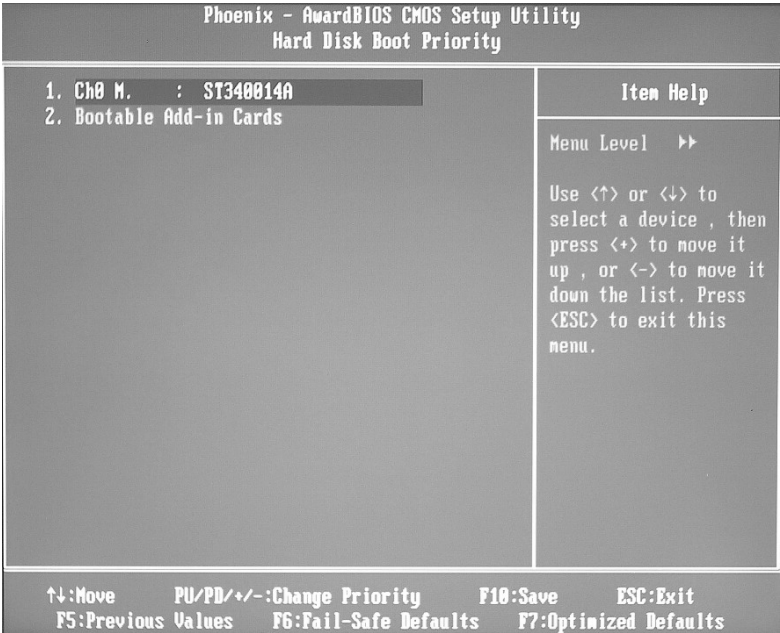 Phoenix - AwardBIOS CMOS Setup Utility
Hard Disk Boot Priority
1. Ch0 M. : ST340014A
2. Bootable Add-in Cards
Item Help
Menu Level ▸▸
Use <↑> or <↓> to
select a device , then
press <+> to move it
up , or <-> to move it
down the list. Press
<ESC> to exit this
menu.
↑↓:Move PU/PD/+/-:Change Priority F10:Save ESC:Exit
F5:Previous Values F6:Fail-Safe Defaults F7:Optimized Defaults